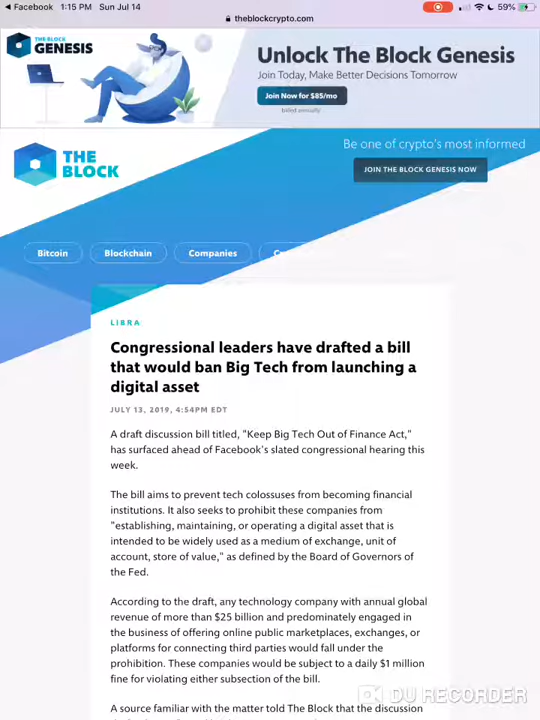 Facebook 1:15 PM Sun Jul 14 59%
theblockcrypto.com
THE BLOCK
GENESIS
Unlock The Block Genesis
Join Today, Make Better Decisions Tomorrow
Join Now for $85/mo
billed annually
Be one of crypto's most informed
THE
BLOCK
JOIN THE BLOCK GENESIS NOW
Bitcoin Blockchain Companies
LIBRA
Congressional leaders have drafted a bill
that would ban Big Tech from launching a
digital asset
JULY 13, 2019, 4:54PM EDT
A draft discussion bill titled, "Keep Big Tech Out of Finance Act,"
has surfaced ahead of Facebook's slated congressional hearing this
week.
The bill aims to prevent tech colossuses from becoming financial
institutions. It also seeks to prohibit these companies from
"establishing, maintaining, or operating a digital asset that is
intended to be widely used as a medium of exchange, unit of
account, store of value," as defined by the Board of Governors of
the Fed.
According to the draft, any technology company with annual global
revenue of more than $25 billion and predominately engaged in
the business of offering online public marketplaces, exchanges, or
platforms for connecting third parties would fall under the
prohibition. These companies would be subject to a daily $1 million
fine for violating either subsection of the bill.
A source familiar with the matter told The Block that the discussion
DU RECORDER